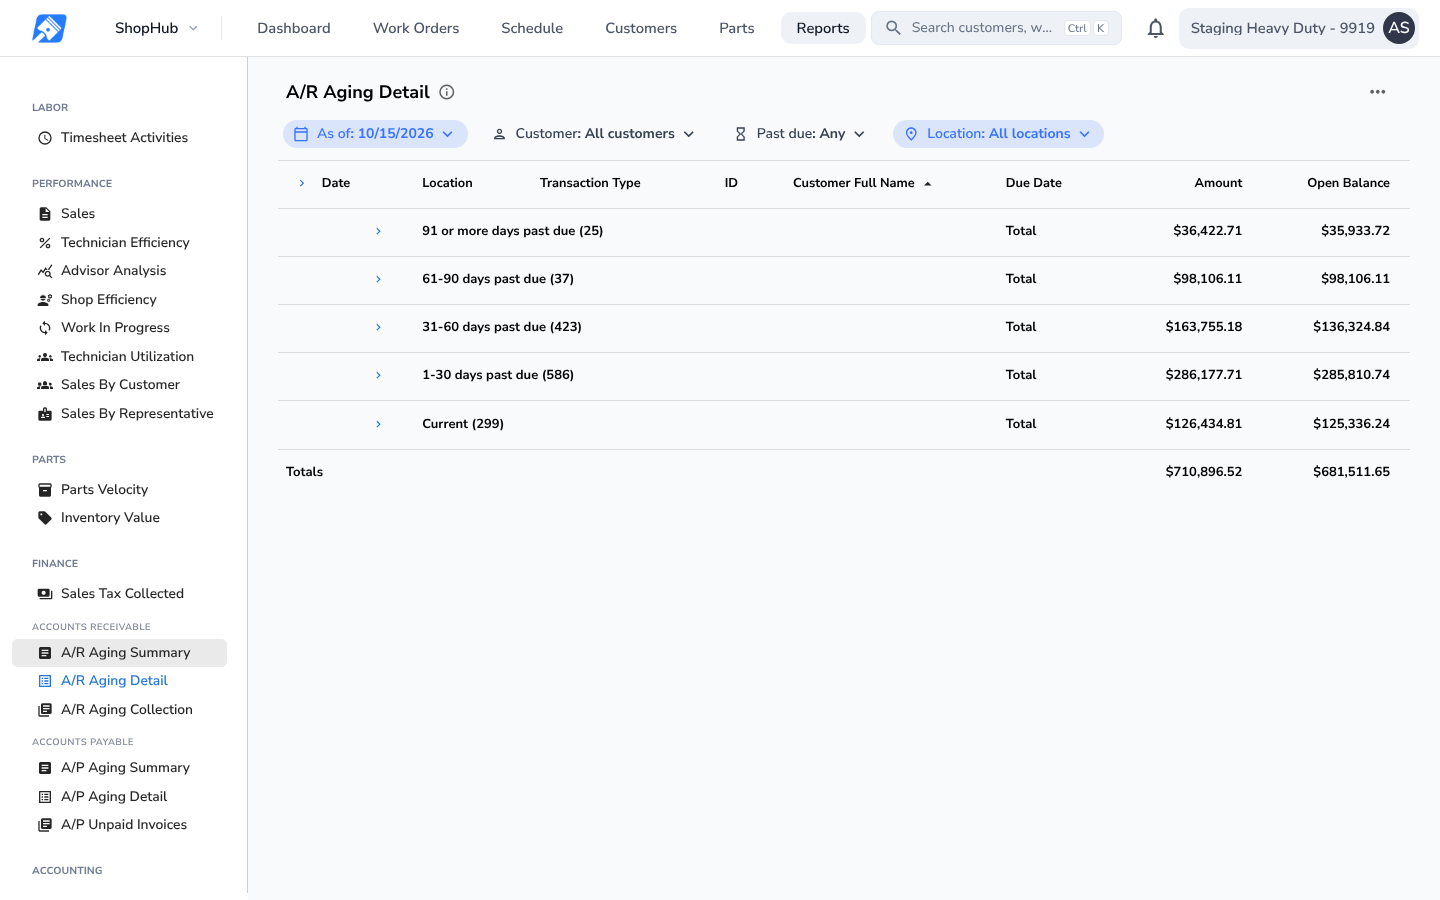 ShopHub
Dashboard
Work Orders
Schedule
Customers
Parts
Reports
Search customers, w... Ctrl K
Staging Heavy Duty - 9919
AS
LABOR
Timesheet Activities
PERFORMANCE
Sales
Technician Efficiency
Advisor Analysis
Shop Efficiency
Work In Progress
Technician Utilization
Sales By Customer
Sales By Representative
PARTS
Parts Velocity
Inventory Value
FINANCE
Sales Tax Collected
ACCOUNTS RECEIVABLE
A/R Aging Summary
A/R Aging Detail
A/R Aging Collection
ACCOUNTS PAYABLE
A/P Aging Summary
A/P Aging Detail
A/P Unpaid Invoices
ACCOUNTING
A/R Aging Detail
As of: 10/15/2026
Customer: All customers
Past due: Any
Location: All locations
Date Location Transaction Type ID Customer Full Name Due Date Amount Open Balance
91 or more days past due (25) Total $36,422.71 $35,933.72
61-90 days past due (37) Total $98,106.11 $98,106.11
31-60 days past due (423) Total $163,755.18 $136,324.84
1-30 days past due (586) Total $286,177.71 $285,810.74
Current (299) Total $126,434.81 $125,336.24
Totals $710,896.52 $681,511.65